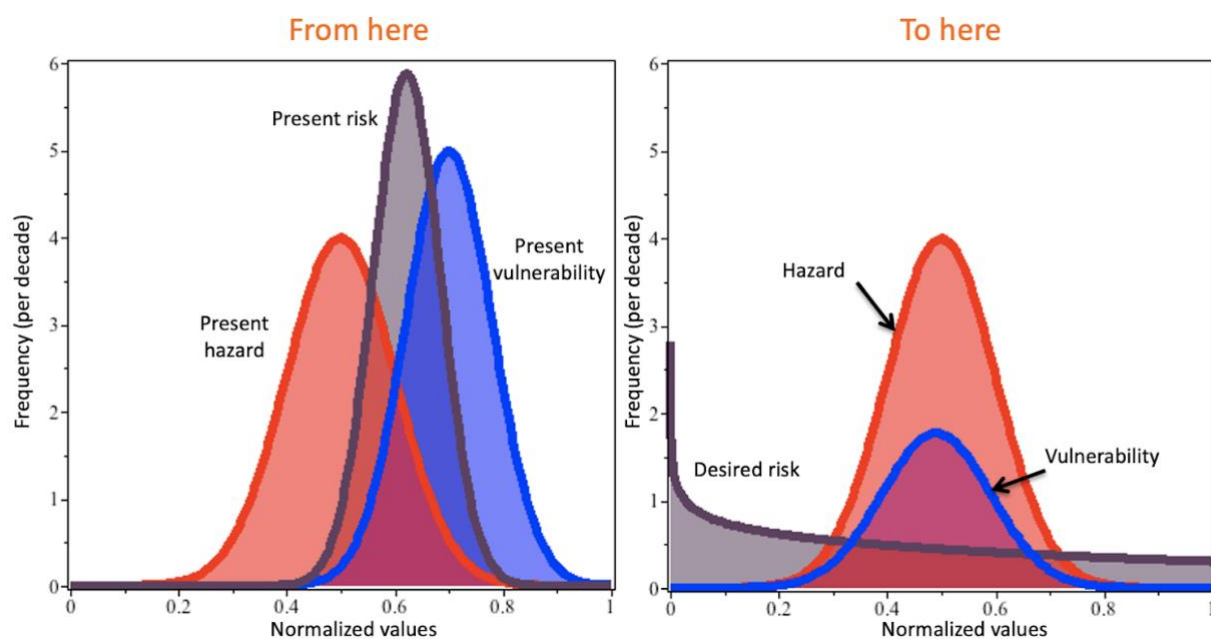 From here
To here
6
5
4
3
2
1
0
Frequency (per decade)
Present risk
Present
vulnerability
Present
hazard
0
0.2
0.4
0.6
0.8
1
Normalized values
6
5
4
3
2
1
0
Frequency (per decade)
Hazard
Desired risk
Vulnerability
0
0.2
0.4
0.6
0.8
1
Normalized values